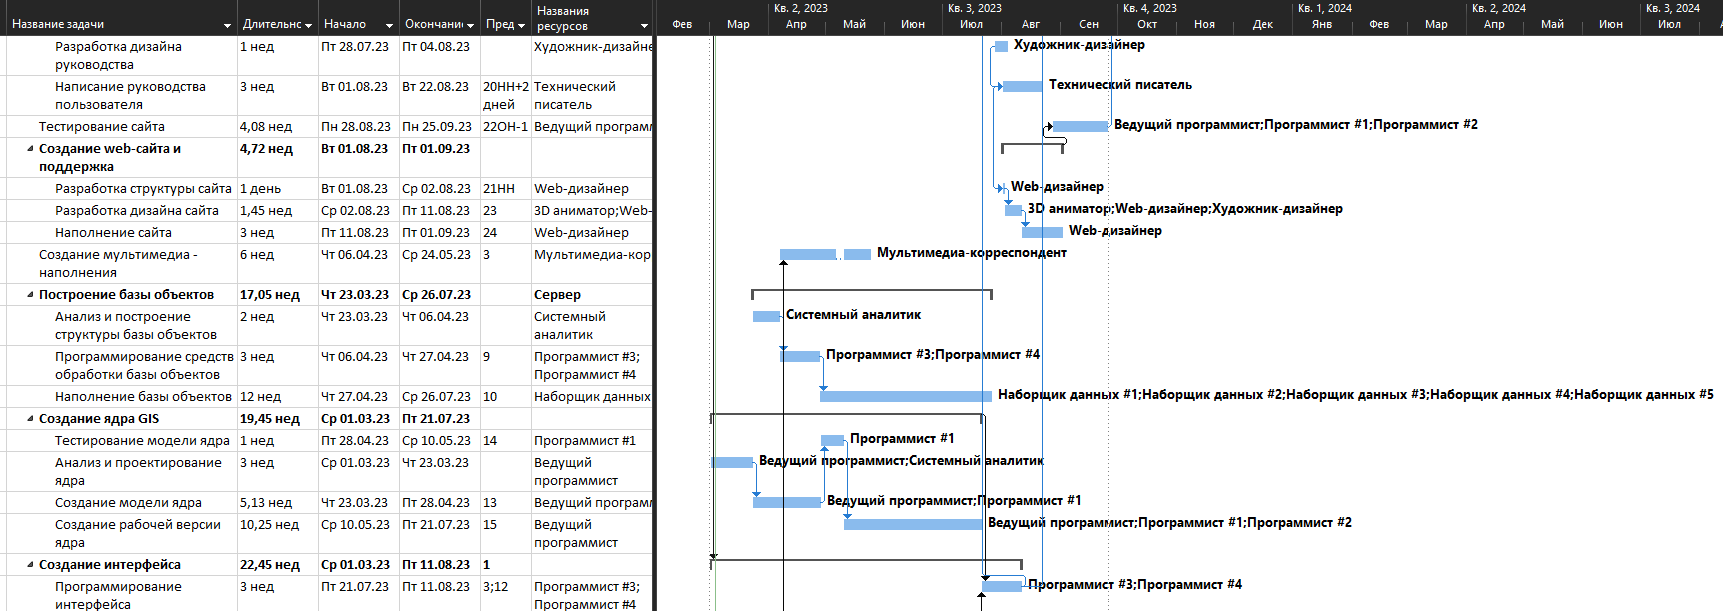 Кв. 2, 2023 Кв. 3, 2023 Кв. 4, 2023 Кв. 1, 2024 Кв. 2, 2024 Кв. 3, 2024
Название задачи Длительнс Начало Окончани Пред Названия
ресурсов
Фев Мар Апр Май Июн Июл Авг Сен Окт Ноя Дек Янв Фев Мар Апр Май Июн Июл
Разработка дизайна 1 нед Пт 28.07.23 Пт 04.08.23 Художник-дизайне Художник-дизайнер
руководства
Написание руководства 3 нед Вт 01.08.23 Вт 22.08.23 20НН+2 Технический Технический писатель
пользователя дней писатель
Тестирование сайта 4,08 нед Пн 28.08.23 Пн 25.09.23 22ОН-1 Ведущий программ Ведущий программист;Программист #1;Программист #2
Создание web-сайта и 4,72 нед Вт 01.08.23 Пт 01.09.23
поддержка
Разработка структуры сайта 1 день Вт 01.08.23 Ср 02.08.23 21НН Web-дизайнер Web-дизайнер
Разработка дизайна сайта 1,45 нед Ср 02.08.23 Пт 11.08.23 23 3D аниматор;Web- 3D аниматор;Web-дизайнер;Художник-дизайнер
Наполнение сайта 3 нед Пт 11.08.23 Пт 01.09.23 24 Web-дизайнер Web-дизайнер
Создание мультимедиа - 6 нед Чт 06.04.23 Ср 24.05.23 3 Мультимедиа-кор Мультимедиа-корреспондент
наполнения
Построение базы объектов 17,05 нед Чт 23.03.23 Ср 26.07.23 Сервер
Анализ и построение 2 нед Чт 23.03.23 Чт 06.04.23 Системный Системный аналитик
структуры базы объектов аналитик
Программирование средств 3 нед Чт 06.04.23 Чт 27.04.23 9 Программист #3; Программист #3;Программист #4
обработки базы объектов Программист #4
Наполнение базы объектов 12 нед Чт 27.04.23 Ср 26.07.23 10 Наборщик данных Наборщик данных #1;Наборщик данных #2;Наборщик данных #3;Наборщик данных #4;Наборщик данных #5
Создание ядра GIS 19,45 нед Ср 01.03.23 Пт 21.07.23
Тестирование модели ядра 1 нед Пт 28.04.23 Ср 10.05.23 14 Программист #1 Программист #1
Анализ и проектирование 3 нед Ср 01.03.23 Чт 23.03.23 Ведущий Ведущий программист;Системный аналитик
ядра программист
Создание модели ядра 5,13 нед Чт 23.03.23 Пт 28.04.23 13 Ведущий программ Ведущий программист;Программист #1
Создание рабочей версии 10,25 нед Ср 10.05.23 Пт 21.07.23 15 Ведущий Ведущий программист;Программист #1;Программист #2
ядра программист
Создание интерфейса 22,45 нед Ср 01.03.23 Пт 11.08.23 1
Программирование 3 нед Пт 21.07.23 Пт 11.08.23 3;12 Программист #3; Программист #3;Программист #4
интерфейса Программист #4